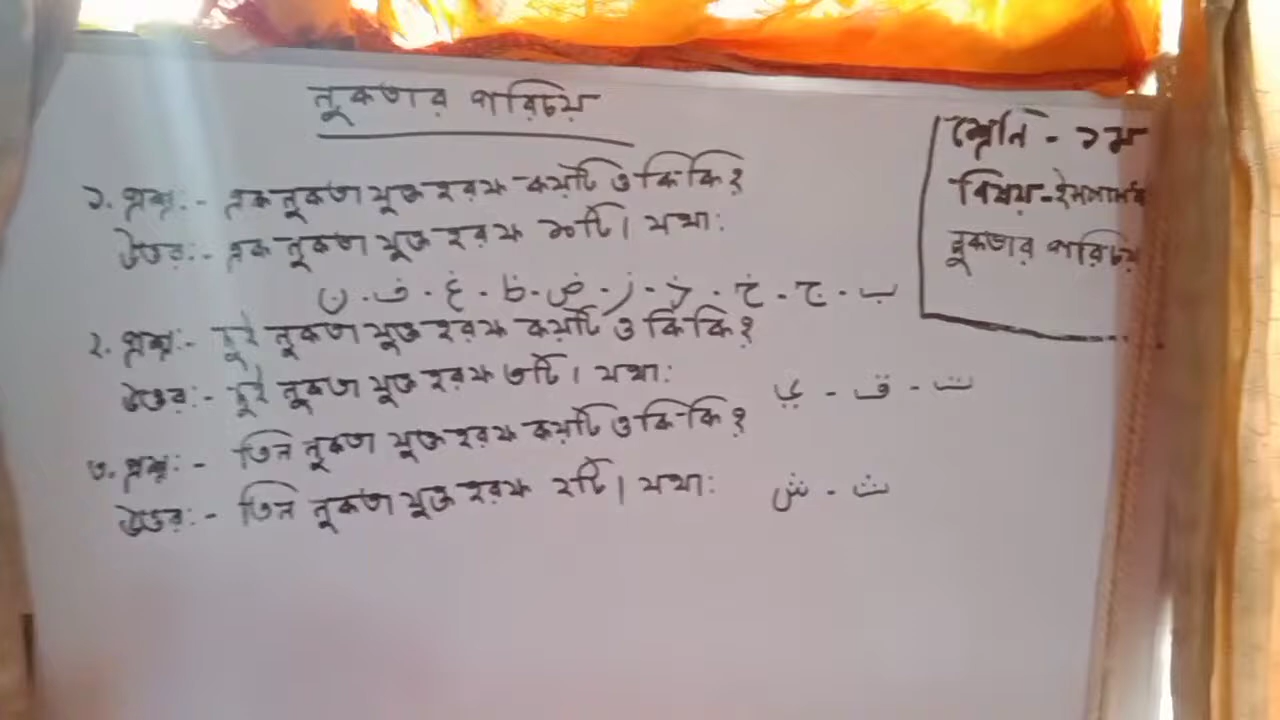 নুকতার পরিচয়
শ্রেনি - ১ম
বিষয়-ইসলাম
নুকতার পরিচয়
১. প্রশ্ন:- এক নুকতা যুক্ত হরফ কয়টি ও কি কি?
উত্তর:- এক নুকতা যুক্ত হরফ ১০টি। যথা:
ب - ج - خ - ذ - ز - ض - ظ - غ - ف - ن
২. প্রশ্ন:- দুই নুকতা যুক্ত হরফ কয়টি ও কি কি?
উত্তর:- দুই নুকতা যুক্ত হরফ ৩টি। যথা: ت - ق - ي
৩. প্রশ্ন:- তিন নুকতা যুক্ত হরফ কয়টি ও কি কি?
উত্তর:- তিন নুকতা যুক্ত হরফ ২টি। যথা: ث - ش